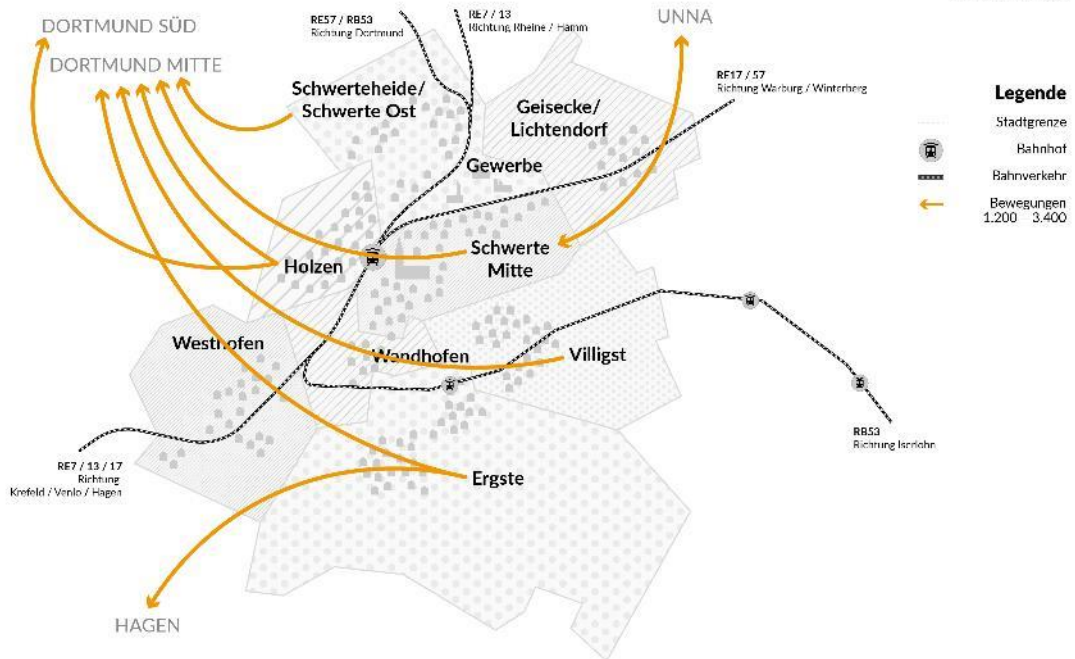 DORTMUND SÜD
DORTMUND MITTE
RE57 / RB53
Richtung Dortmund
RE7 / 13
Richtung Rheine / Hamm
UNNA
RE17 / 57
Richtung Warburg / Winterberg
Schwerteheide/
Schwerte Ost
Geisecke/
Lichtendorf
Gewerbe
Holzen
Schwerte
Mitte
Westhofen
Wandhofen
Villigst
Ergste
RE7 / 13 / 17
Richtung
Krefeld / Venlo / Hagen
RB53
Richtung Iserlohn
HAGEN
Legende
Stadtgrenze
Bahnhof
Bahnverkehr
Bewegungen
1.200 3.400